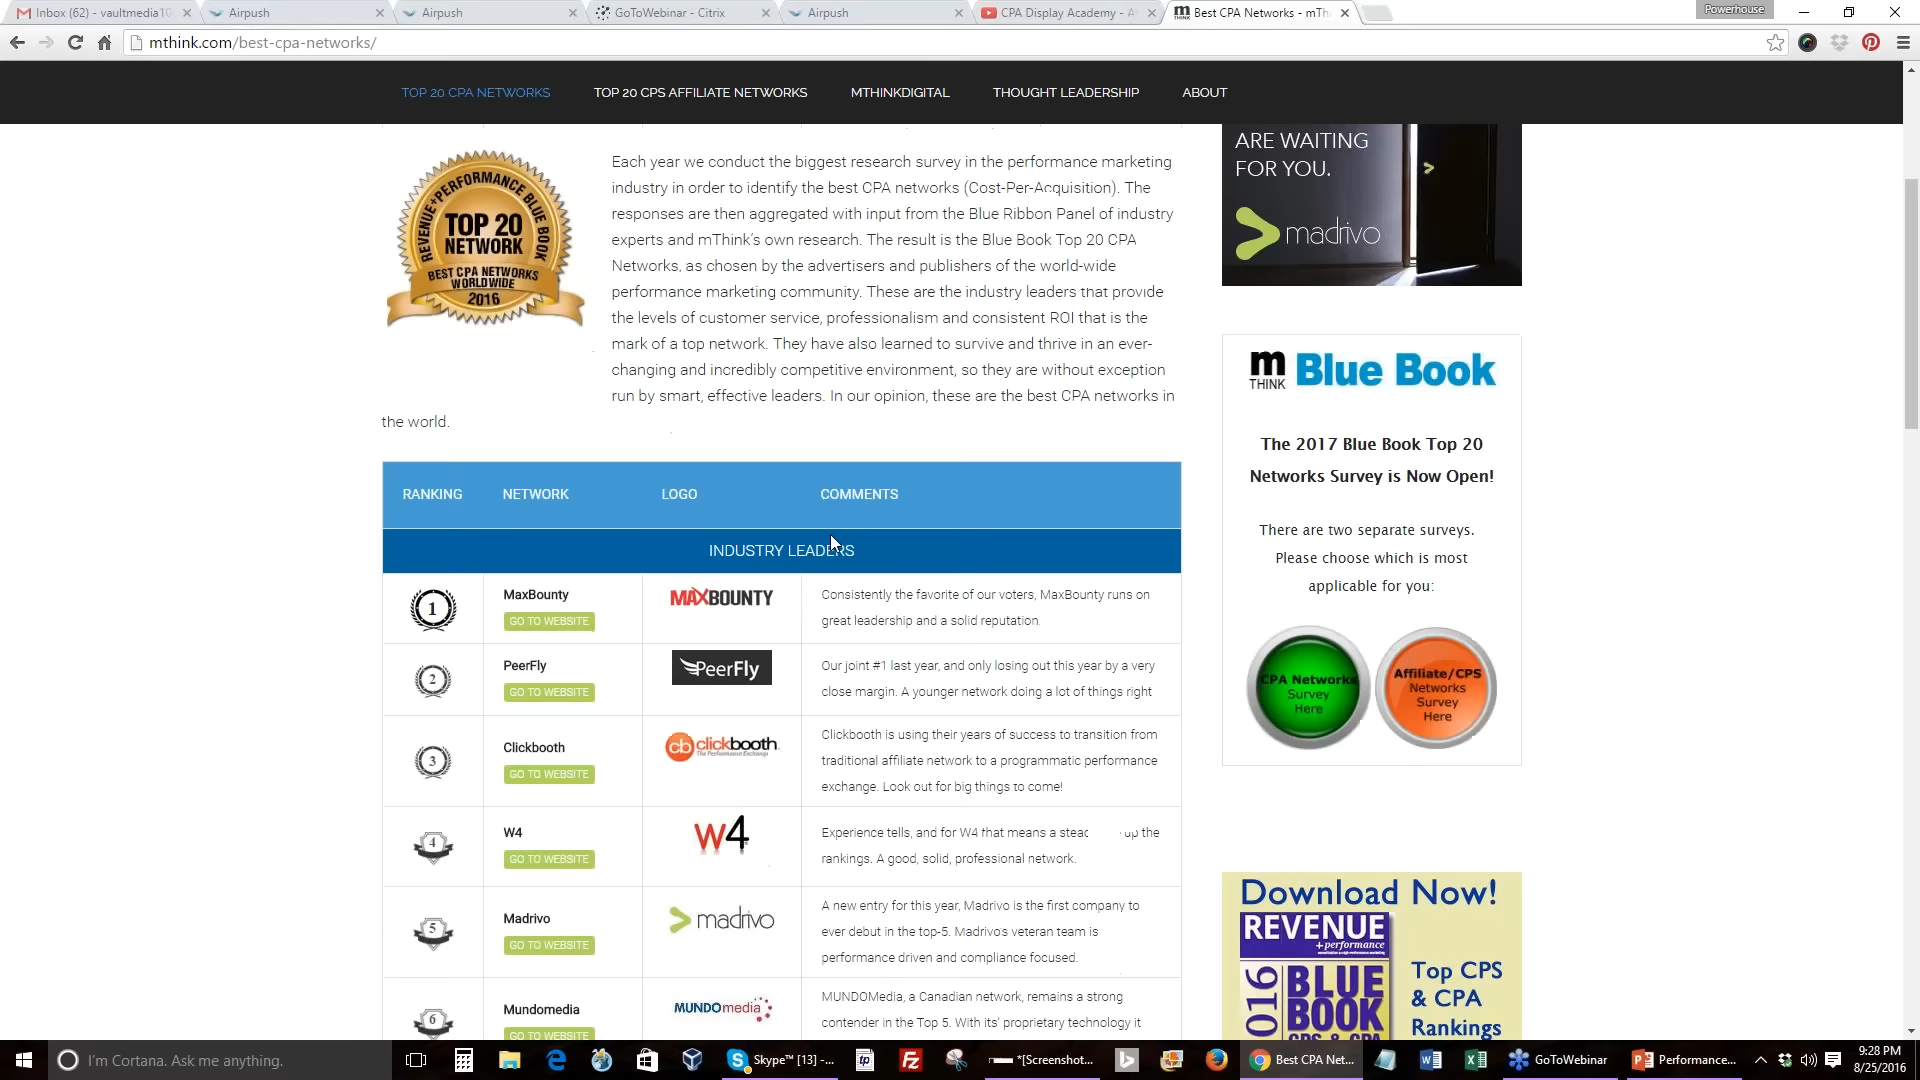 Inbox (62) - vaultmedia10
Airpush
Airpush
GoToWebinar - Citrix
Airpush
CPA Display Academy -
Best CPA Networks - mTh
Powerhouse
mthink.com/best-cpa-networks/
TOP 20 CPA NETWORKS
TOP 20 CPS AFFILIATE NETWORKS
MTHINKDIGITAL
THOUGHT LEADERSHIP
ABOUT
REVENUE+PERFORMANCE BLUE BOOK
TOP 20
NETWORK
BEST CPA NETWORKS
WORLDWIDE
2016
Each year we conduct the biggest research survey in the performance marketing
industry in order to identify the best CPA networks (Cost-Per-Acquisition). The
responses are then aggregated with input from the Blue Ribbon Panel of industry
experts and mThink's own research. The result is the Blue Book Top 20 CPA
Networks, as chosen by the advertisers and publishers of the world-wide
performance marketing community. These are the industry leaders that provide
the levels of customer service, professionalism and consistent ROI that is the
mark of a top network. They have also learned to survive and thrive in an ever-
changing and incredibly competitive environment, so they are without exception
run by smart, effective leaders. In our opinion, these are the best CPA networks in
the world.
RANKING NETWORK LOGO COMMENTS
INDUSTRY LEADERS
1
MaxBounty
GO TO WEBSITE
MAXBOUNTY
Consistently the favorite of our voters, MaxBounty runs on
great leadership and a solid reputation.
2
PeerFly
GO TO WEBSITE
PeerFly
Our joint #1 last year, and only losing out this year by a very
close margin. A younger network doing a lot of things right
3
Clickbooth
GO TO WEBSITE
cb clickbooth.
The Performance Exchange
Clickbooth is using their years of success to transition from
traditional affiliate network to a programmatic performance
exchange. Look out for big things to come!
4
W4
GO TO WEBSITE
W4
Experience tells, and for W4 that means a steac up the
rankings. A good, solid, professional network.
5
Madrivo
GO TO WEBSITE
madrivo
A new entry for this year, Madrivo is the first company to
ever debut in the top-5. Madrivo's veteran team is
performance driven and compliance focused.
6
Mundomedia
GO TO WEBSITE
MUNDOmedia
MUNDOMedia, a Canadian network, remains a strong
contender in the Top 5. With its' proprietary technology it
ARE WAITING
FOR YOU.
madrivo
m
THINK
Blue Book
The 2017 Blue Book Top 20
Networks Survey is Now Open!
There are two separate surveys.
Please choose which is most
applicable for you:
CPA Networks
Survey
Here
Affiliate/CPS
Networks
Survey
Here
Download Now!
REVENUE
+performance
016
BLUE
BOOK
CPS & CPA
Top CPS
& CPA
Rankings
I'm Cortana. Ask me anything.
Skype™ [13] -...
*[Screenshot...
Best CPA Net...
GoToWebinar
Performance...
9:28 PM
8/25/2016